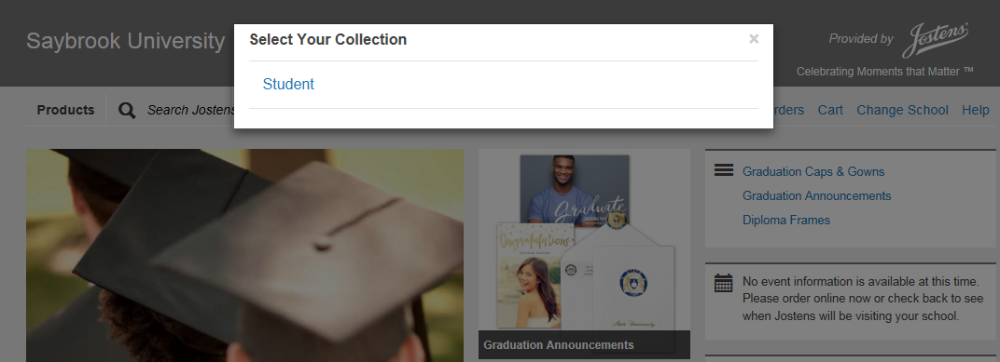 Saybrook University
Select Your Collection
×
Provided by Jostens
Celebrating Moments that Matter ™
Student
Products
Search Jostens
rders
Cart
Change School
Help
Graduate
Congratulations
Graduation Announcements
Graduation Caps & Gowns
Graduation Announcements
Diploma Frames
No event information is available at this time.
Please order online now or check back to see
when Jostens will be visiting your school.